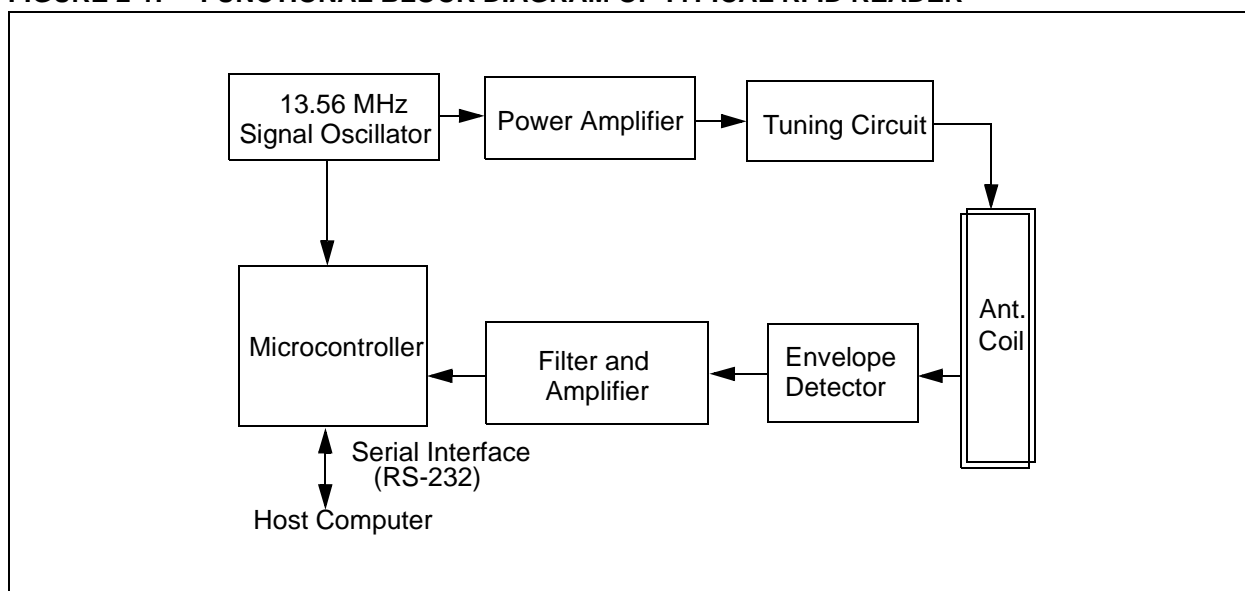 13.56 MHz
Signal Oscillator
Power Amplifier
Tuning Circuit
Ant.
Coil
Microcontroller
Filter and
Amplifier
Envelope
Detector
Serial Interface
(RS-232)
Host Computer